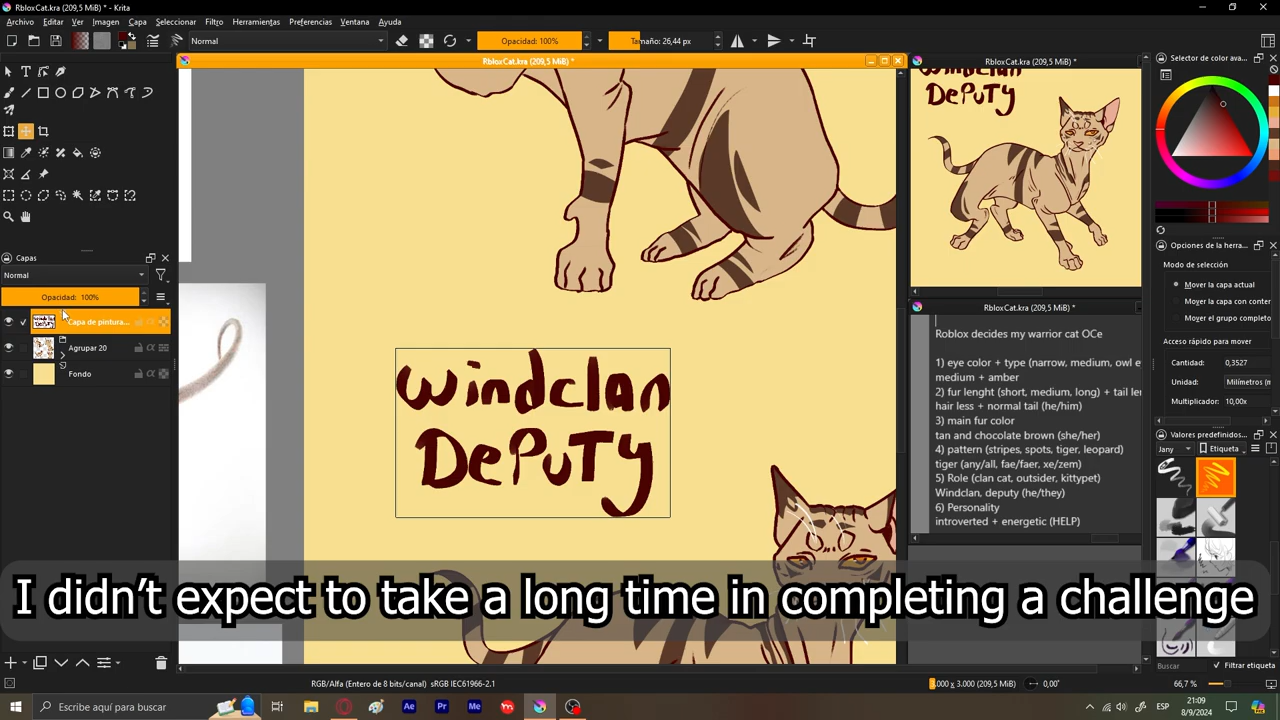 RbloxCat.kra (209,5 MiB) * - Krita
Archivo Editar Ver Imagen Capa Seleccionar Filtro Herramientas Preferencias Ventana Ayuda
Normal
Opacidad: 100%
Tamaño: 26,44 px
RbloxCat.kra (209,5 MiB) *
RbloxCat.kra (209,5 MiB) *
Selector de color ava...
Windclan
DePuTy
Capas
Normal
Opacidad: 100%
Capa de pintura...
Agrupar 20
Fondo
Windclan
DePuTy
Opciones de la herra...
Modo de selección
Mover la capa actual
Mover la capa con conter
Mover el grupo completo
Acceso rápido para mover
Cantidad: 0,3527
Unidad: Milímetros (m
Multiplicador: 10,00x
RbloxCat.kra (209,5 MiB) *
Roblox decides my warrior cat OCe
1) eye color + type (narrow, medium, owl e
medium + amber
2) fur lenght (short, medium, long) + tail ler
hair less + normal tail (he/him)
3) main fur color
tan and chocolate brown (she/her)
4) pattern (stripes, spots, tiger, leopard)
tiger (any/all, fae/faer, xe/zem)
5) Role (clan cat, outsider, kittypet)
Windclan, deputy (he/they)
6) Personality
introverted + energetic (HELP)
Valores predefinidos...
Jany
Etiqueta
Buscar
Filtrar etiqueta
I didn't expect to take a long time in completing a challenge
RGB/Alfa (Entero de 8 bits/canal) sRGB IEC61966-2.1
3.000 x 3.000 (209,5 MiB)
0,00°
66,7 %
Escribe aquí para buscar
Ae
Pr
Me
ESP
21:09
8/9/2024